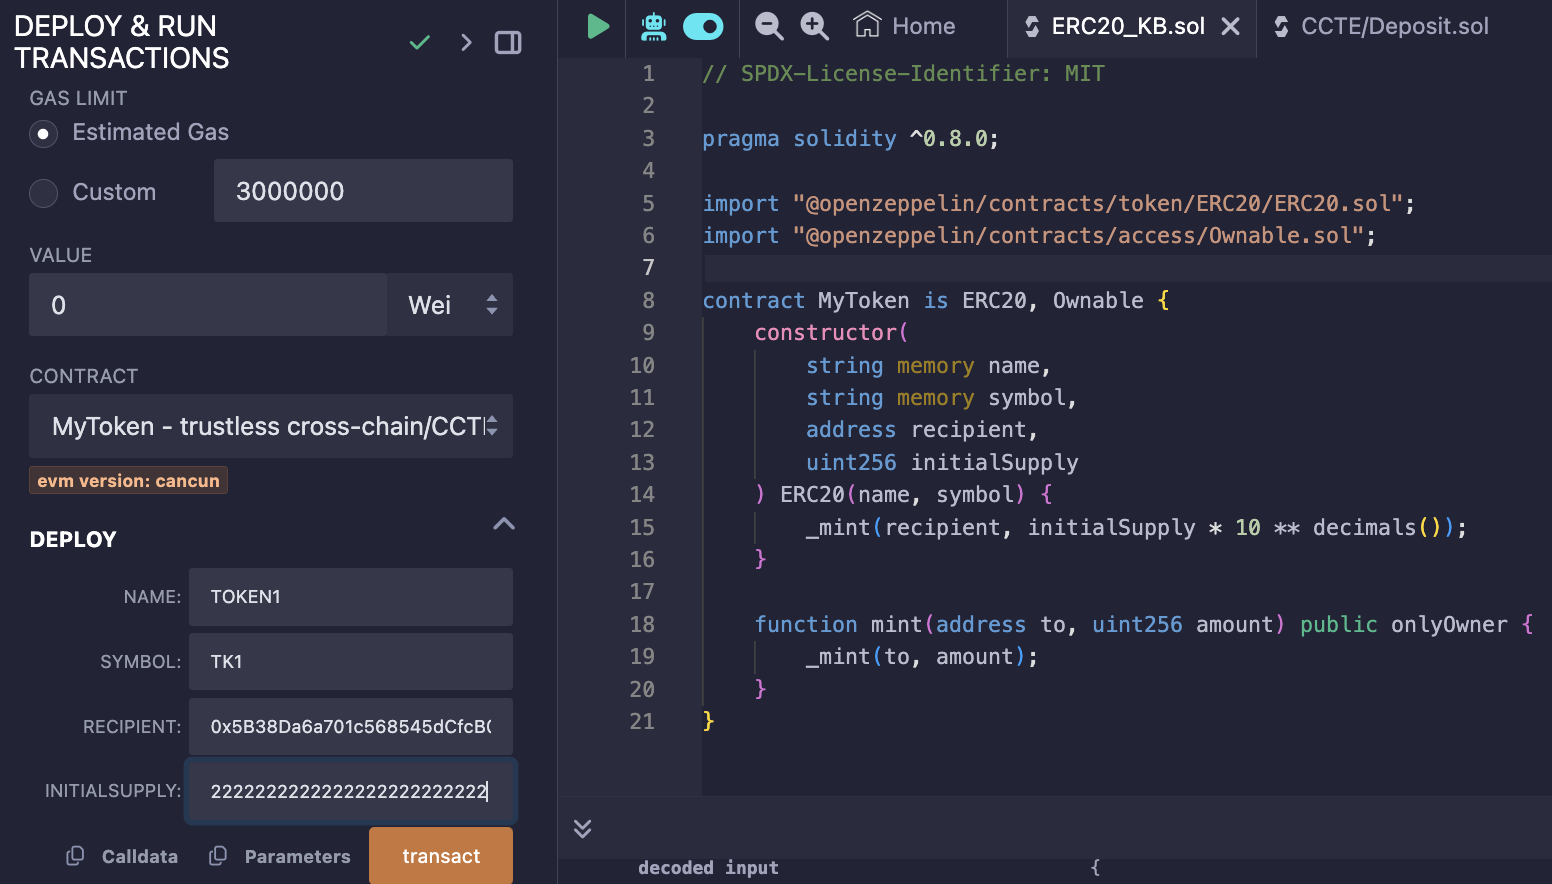 DEPLOY & RUN
TRANSACTIONS
GAS LIMIT
Estimated Gas
Custom
3000000
VALUE
0
Wei
CONTRACT
MyToken - trustless cross-chain/CCT
evm version: cancun
DEPLOY
NAME:
TOKEN1
SYMBOL:
TK1
RECIPIENT:
0x5B38Da6a701c568545dCfcB
INITIALSUPPLY:
Calldata
Parameters
transact
Home
ERC20_KB.sol
CCTE/Deposit.sol
1 // SPDX-License-Identifier: MIT
2
3 pragma solidity ^0.8.0;
4
5 import "@openzeppelin/contracts/token/ERC20/ERC20.sol";
6 import "@openzeppelin/contracts/access/Ownable.sol";
7
8 contract MyToken is ERC20, Ownable {
9 constructor(
10 string memory name,
11 string memory symbol,
12 address recipient,
13 uint256 initialSupply
14 ) ERC20(name, symbol) {
15 _mint(recipient, initialSupply * 10 ** decimals());
16 }
17
18 function mint(address to, uint256 amount) public onlyOwner {
19 _mint(to, amount);
20 }
21 }
decoded input {